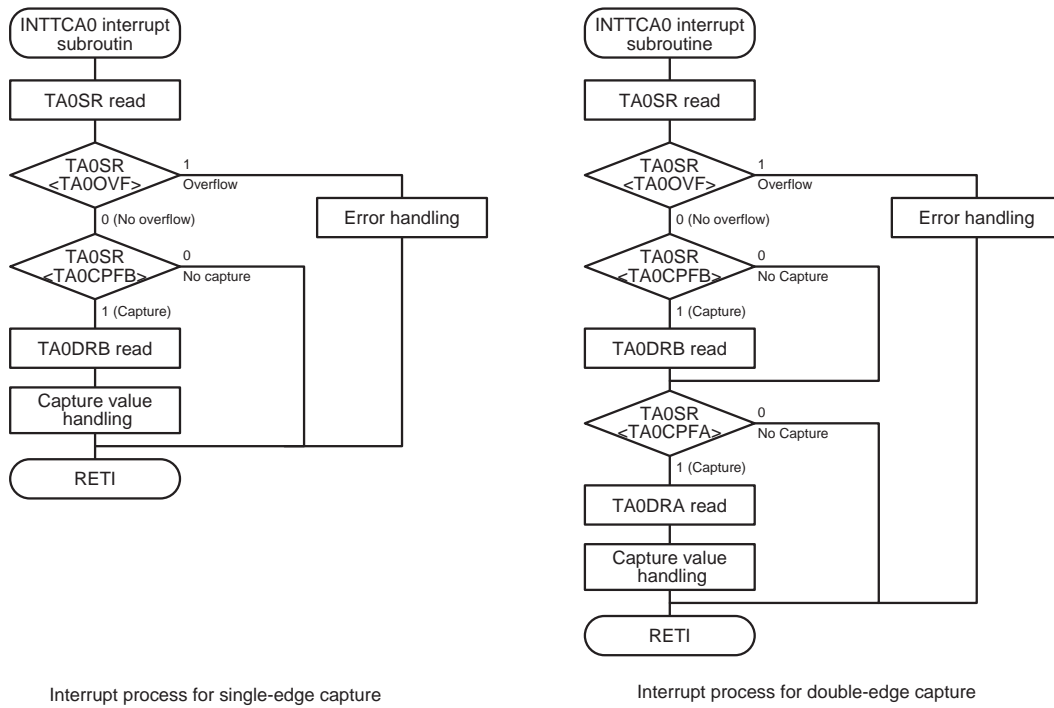 INTTCA0 interrupt
subroutin
TA0SR read
TA0SR
<TA0OVF>
1
Overflow
0 (No overflow)
Error handling
TA0SR
<TA0CPFB>
0
No capture
1 (Capture)
TA0DRB read
Capture value
handling
RETI
Interrupt process for single-edge capture
INTTCA0 interrupt
subroutine
TA0SR read
TA0SR
<TA0OVF>
1
Overflow
0 (No overflow)
Error handling
TA0SR
<TA0CPFB>
0
No Capture
1 (Capture)
TA0DRB read
TA0SR
<TA0CPFA>
0
No Capture
1 (Capture)
TA0DRA read
Capture value
handling
RETI
Interrupt process for double-edge capture